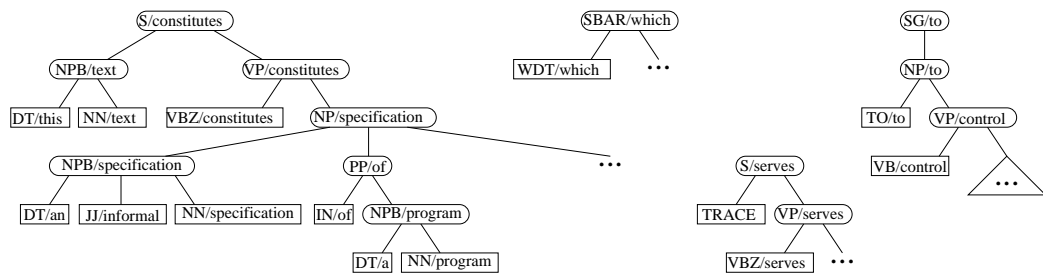 S/constitutes SBAR/which SG/to
NPB/text VP/constitutes WDT/which ... NP/to
DT/this NN/text VBZ/constitutes NP/specification TO/to VP/control
NPB/specification PP/of ... S/serves VB/control ...
DT/an JJ/informal NN/specification IN/of NPB/program TRACE VP/serves
DT/a NN/program VBZ/serves ...